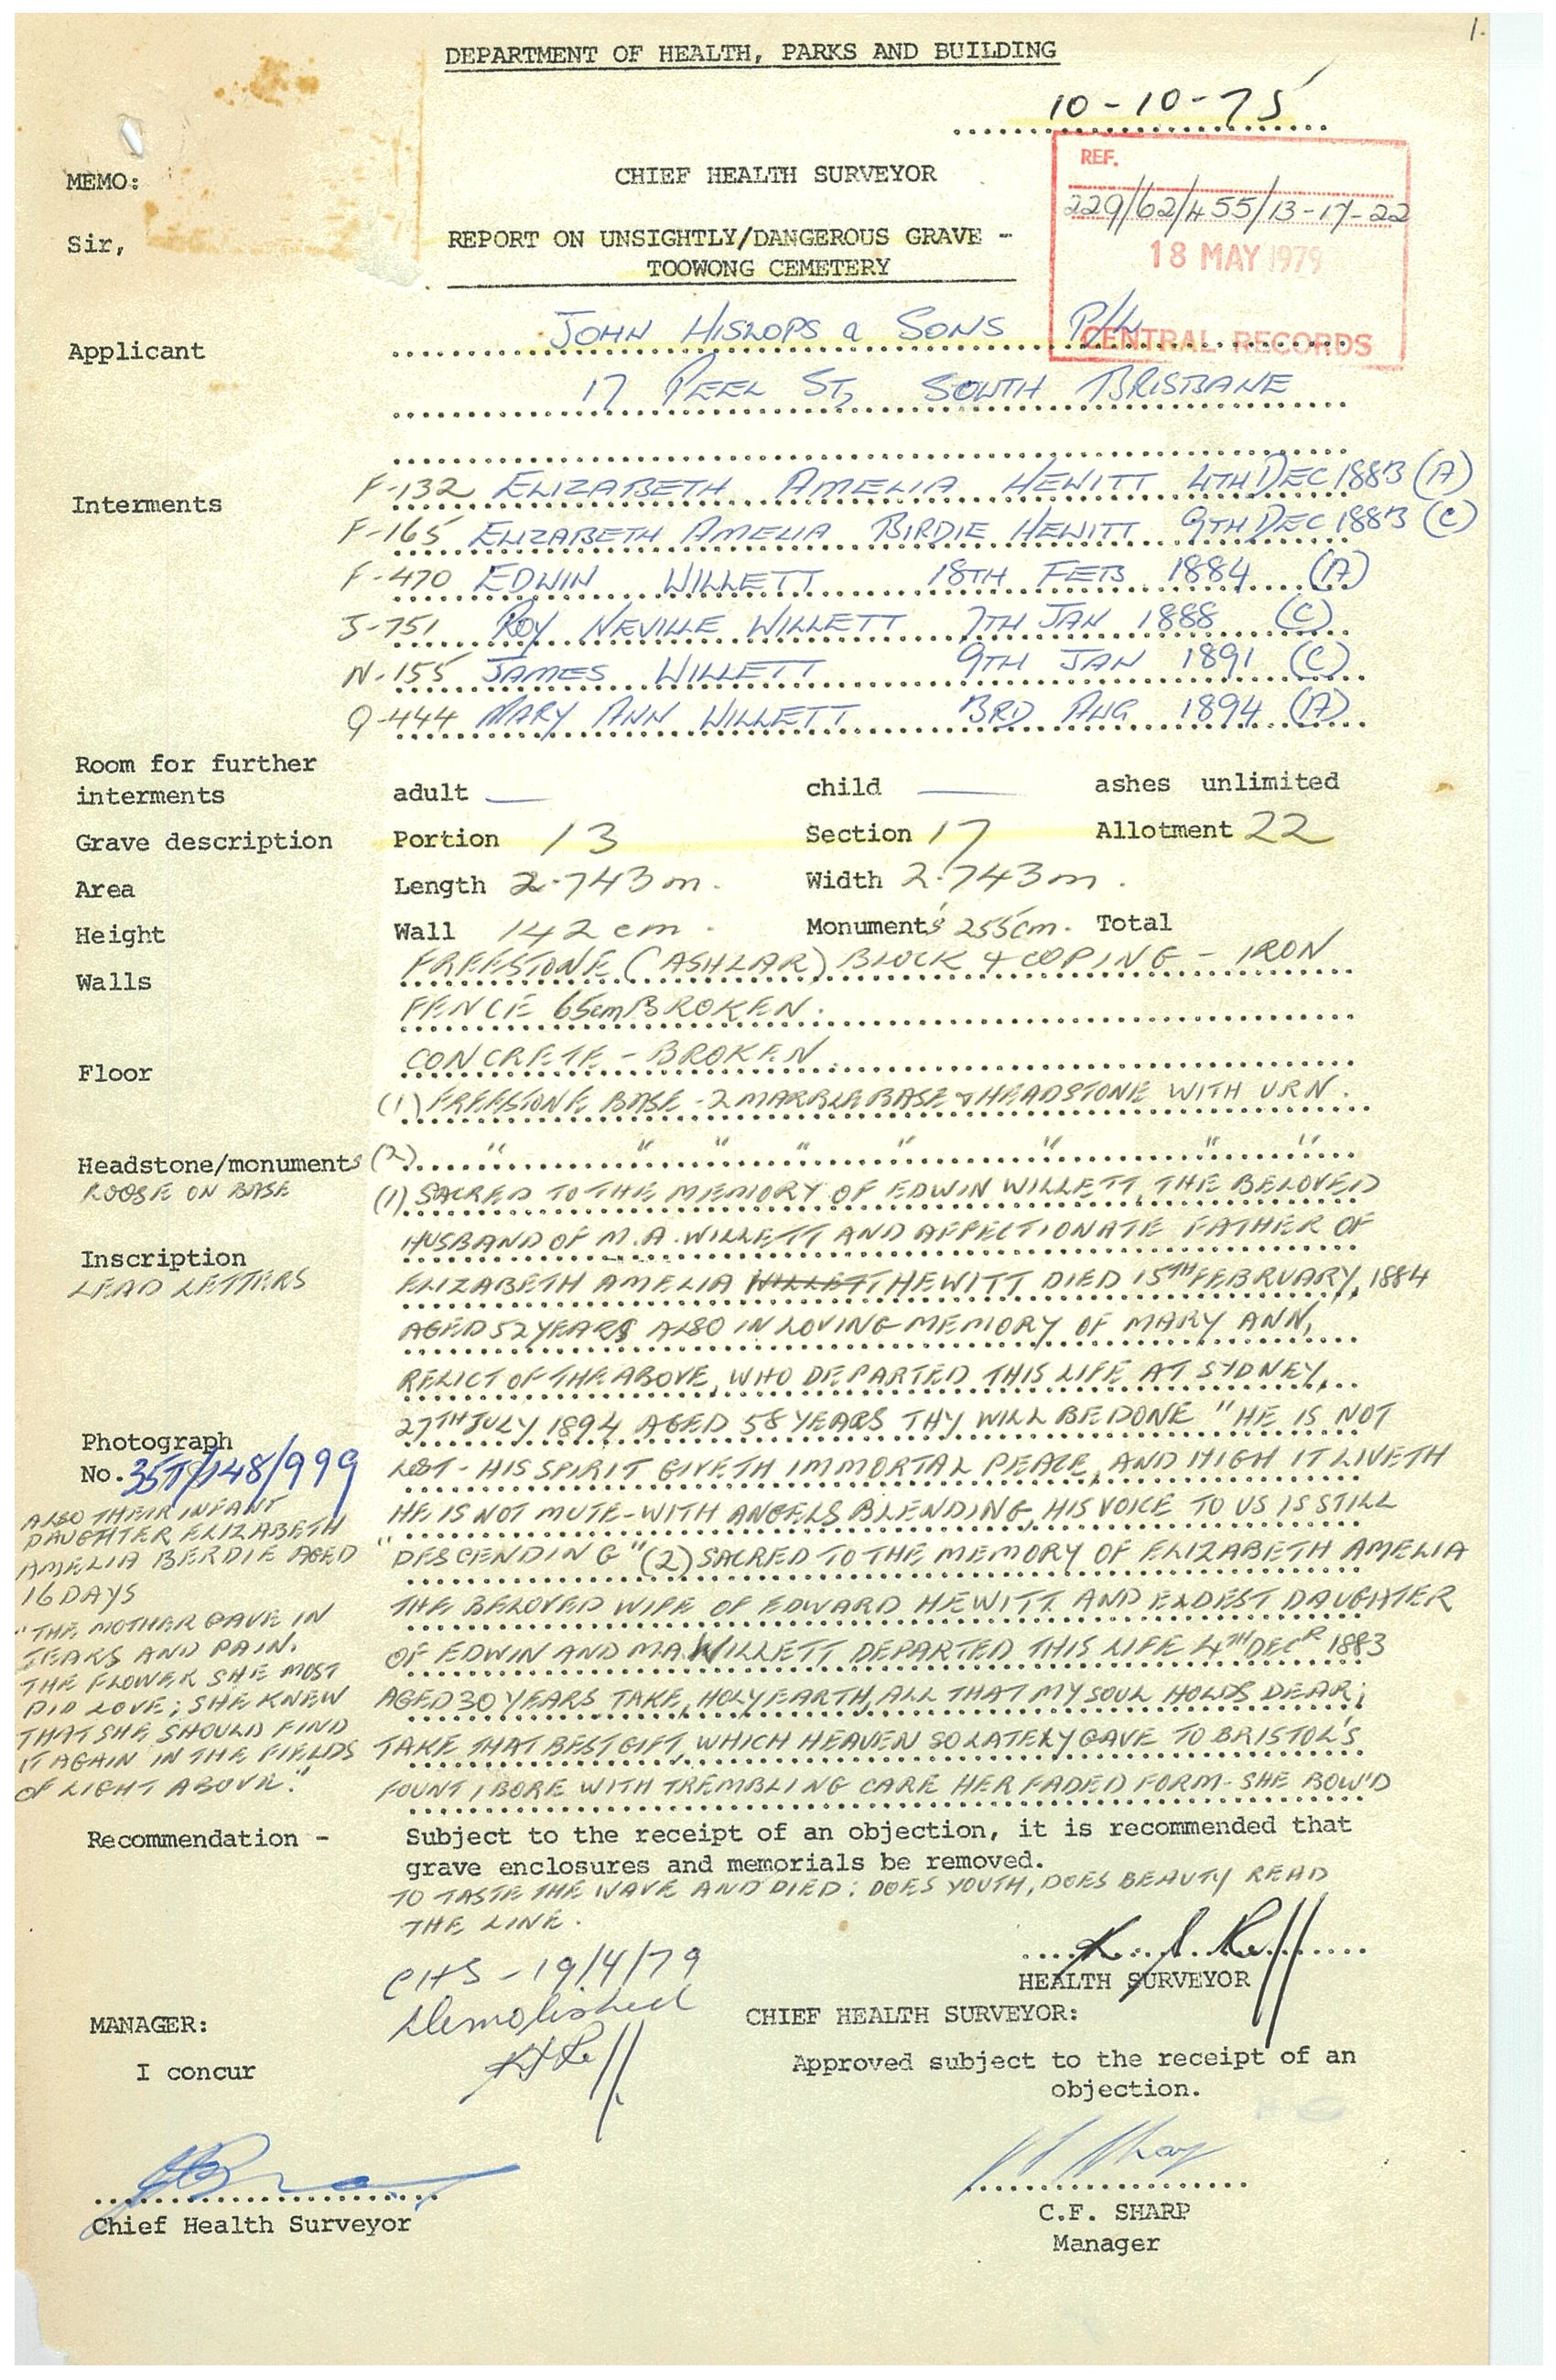 1.
DEPARTMENT OF HEALTH, PARKS AND BUILDING
10-10-75
REF.
229/62/455/13-17-22
18 MAY 1979
CENTRAL RECORDS
MEMO:
CHIEF HEALTH SURVEYOR
Sir,
REPORT ON UNSIGHTLY/DANGEROUS GRAVE -
TOOWONG CEMETERY
Applicant JOHN HISLOPS & SONS P/L
17 PEEL ST, SOUTH BRISBANE
F-132 ELIZABETH AMELIA HEWITT 4TH DEC 1883 (A)
Interments
F-165 ELIZABETH AMELIA BIRDIE HEWITT 9TH DEC 1883 (C)
F-470 EDWIN WILLETT 18TH FEB 1884 (A)
J-751 ROY NEVILLE WILLETT 7TH JAN 1888 (C)
N-155 JAMES WILLETT 9TH JAN 1891 (C)
Q-444 MARY ANN WILLETT 3RD AUG 1894 (A)
Room for further
interments adult — child — ashes unlimited
Grave description Portion 13 Section 17 Allotment 22
Area Length 2.743m. Width 2.743m.
Height Wall 142cm. Monuments 255cm. Total
Walls FREESTONE (ASHLAR) BLOCK & COPING - IRON
FENCE 65cm BROKEN.
Floor CONCRETE - BROKEN.
(1) FREESTONE BASE - 2 MARBLE BASE & HEADSTONE WITH URN.
Headstone/monuments (2) " " " " " " " "
LOOSE ON BASE
(1) SACRED TO THE MEMORY OF EDWIN WILLETT, THE BELOVED
HUSBAND OF M.A. WILLETT AND AFFECTIONATE FATHER OF
Inscription
LEAD LETTERS
ELIZABETH AMELIA WILLETT HEWITT DIED 15TH FEBRUARY, 1884
AGED 52 YEARS ALSO IN LOVING MEMORY OF MARY ANN,
RELICT OF THE ABOVE, WHO DEPARTED THIS LIFE AT SYDNEY,
27TH JULY 1894 AGED 58 YEARS THY WILL BE DONE "HE IS NOT
LOST - HIS SPIRIT GIVETH IMMORTAL PEACE, AND HIGH IT LIVETH
HE IS NOT MUTE - WITH ANGELS BLENDING, HIS VOICE TO US IS STILL
"DESCENDING" (2) SACRED TO THE MEMORY OF ELIZABETH AMELIA
THE BELOVED WIFE OF EDWARD HEWITT AND ELDEST DAUGHTER
OF EDWIN AND M.A. WILLETT DEPARTED THIS LIFE 4TH DECR 1883
AGED 30 YEARS TAKE, HOLY EARTH, ALL THAT MY SOUL HOLDS DEAR;
TAKE THAT BEST GIFT, WHICH HEAVEN SO LATELY GAVE TO BRISTOL'S
FOUNT I BORE WITH TREMBLING CARE HER FADED FORM - SHE BOW'D
Photograph
No. 35T/148/999
ALSO THEIR INFANT
DAUGHTER ELIZABETH
AMELIA BERDIE AGED
16 DAYS
"THE MOTHER GAVE IN
TEARS AND PAIN.
THE FLOWER SHE MOST
DID LOVE; SHE KNEW
THAT SHE SHOULD FIND
IT AGAIN IN THE FIELDS
OF LIGHT ABOVE."
Recommendation - Subject to the receipt of an objection, it is recommended that
grave enclosures and memorials be removed.
TO TASTE THE WAVE AND DIED: DOES YOUTH, DOES BEAUTY READ
THE LINE.
HEALTH SURVEYOR
CHS - 19/4/79
Demolished
MANAGER:
I concur
CHIEF HEALTH SURVEYOR:
Approved subject to the receipt of an
objection.
Chief Health Surveyor
C.F. SHARP
Manager